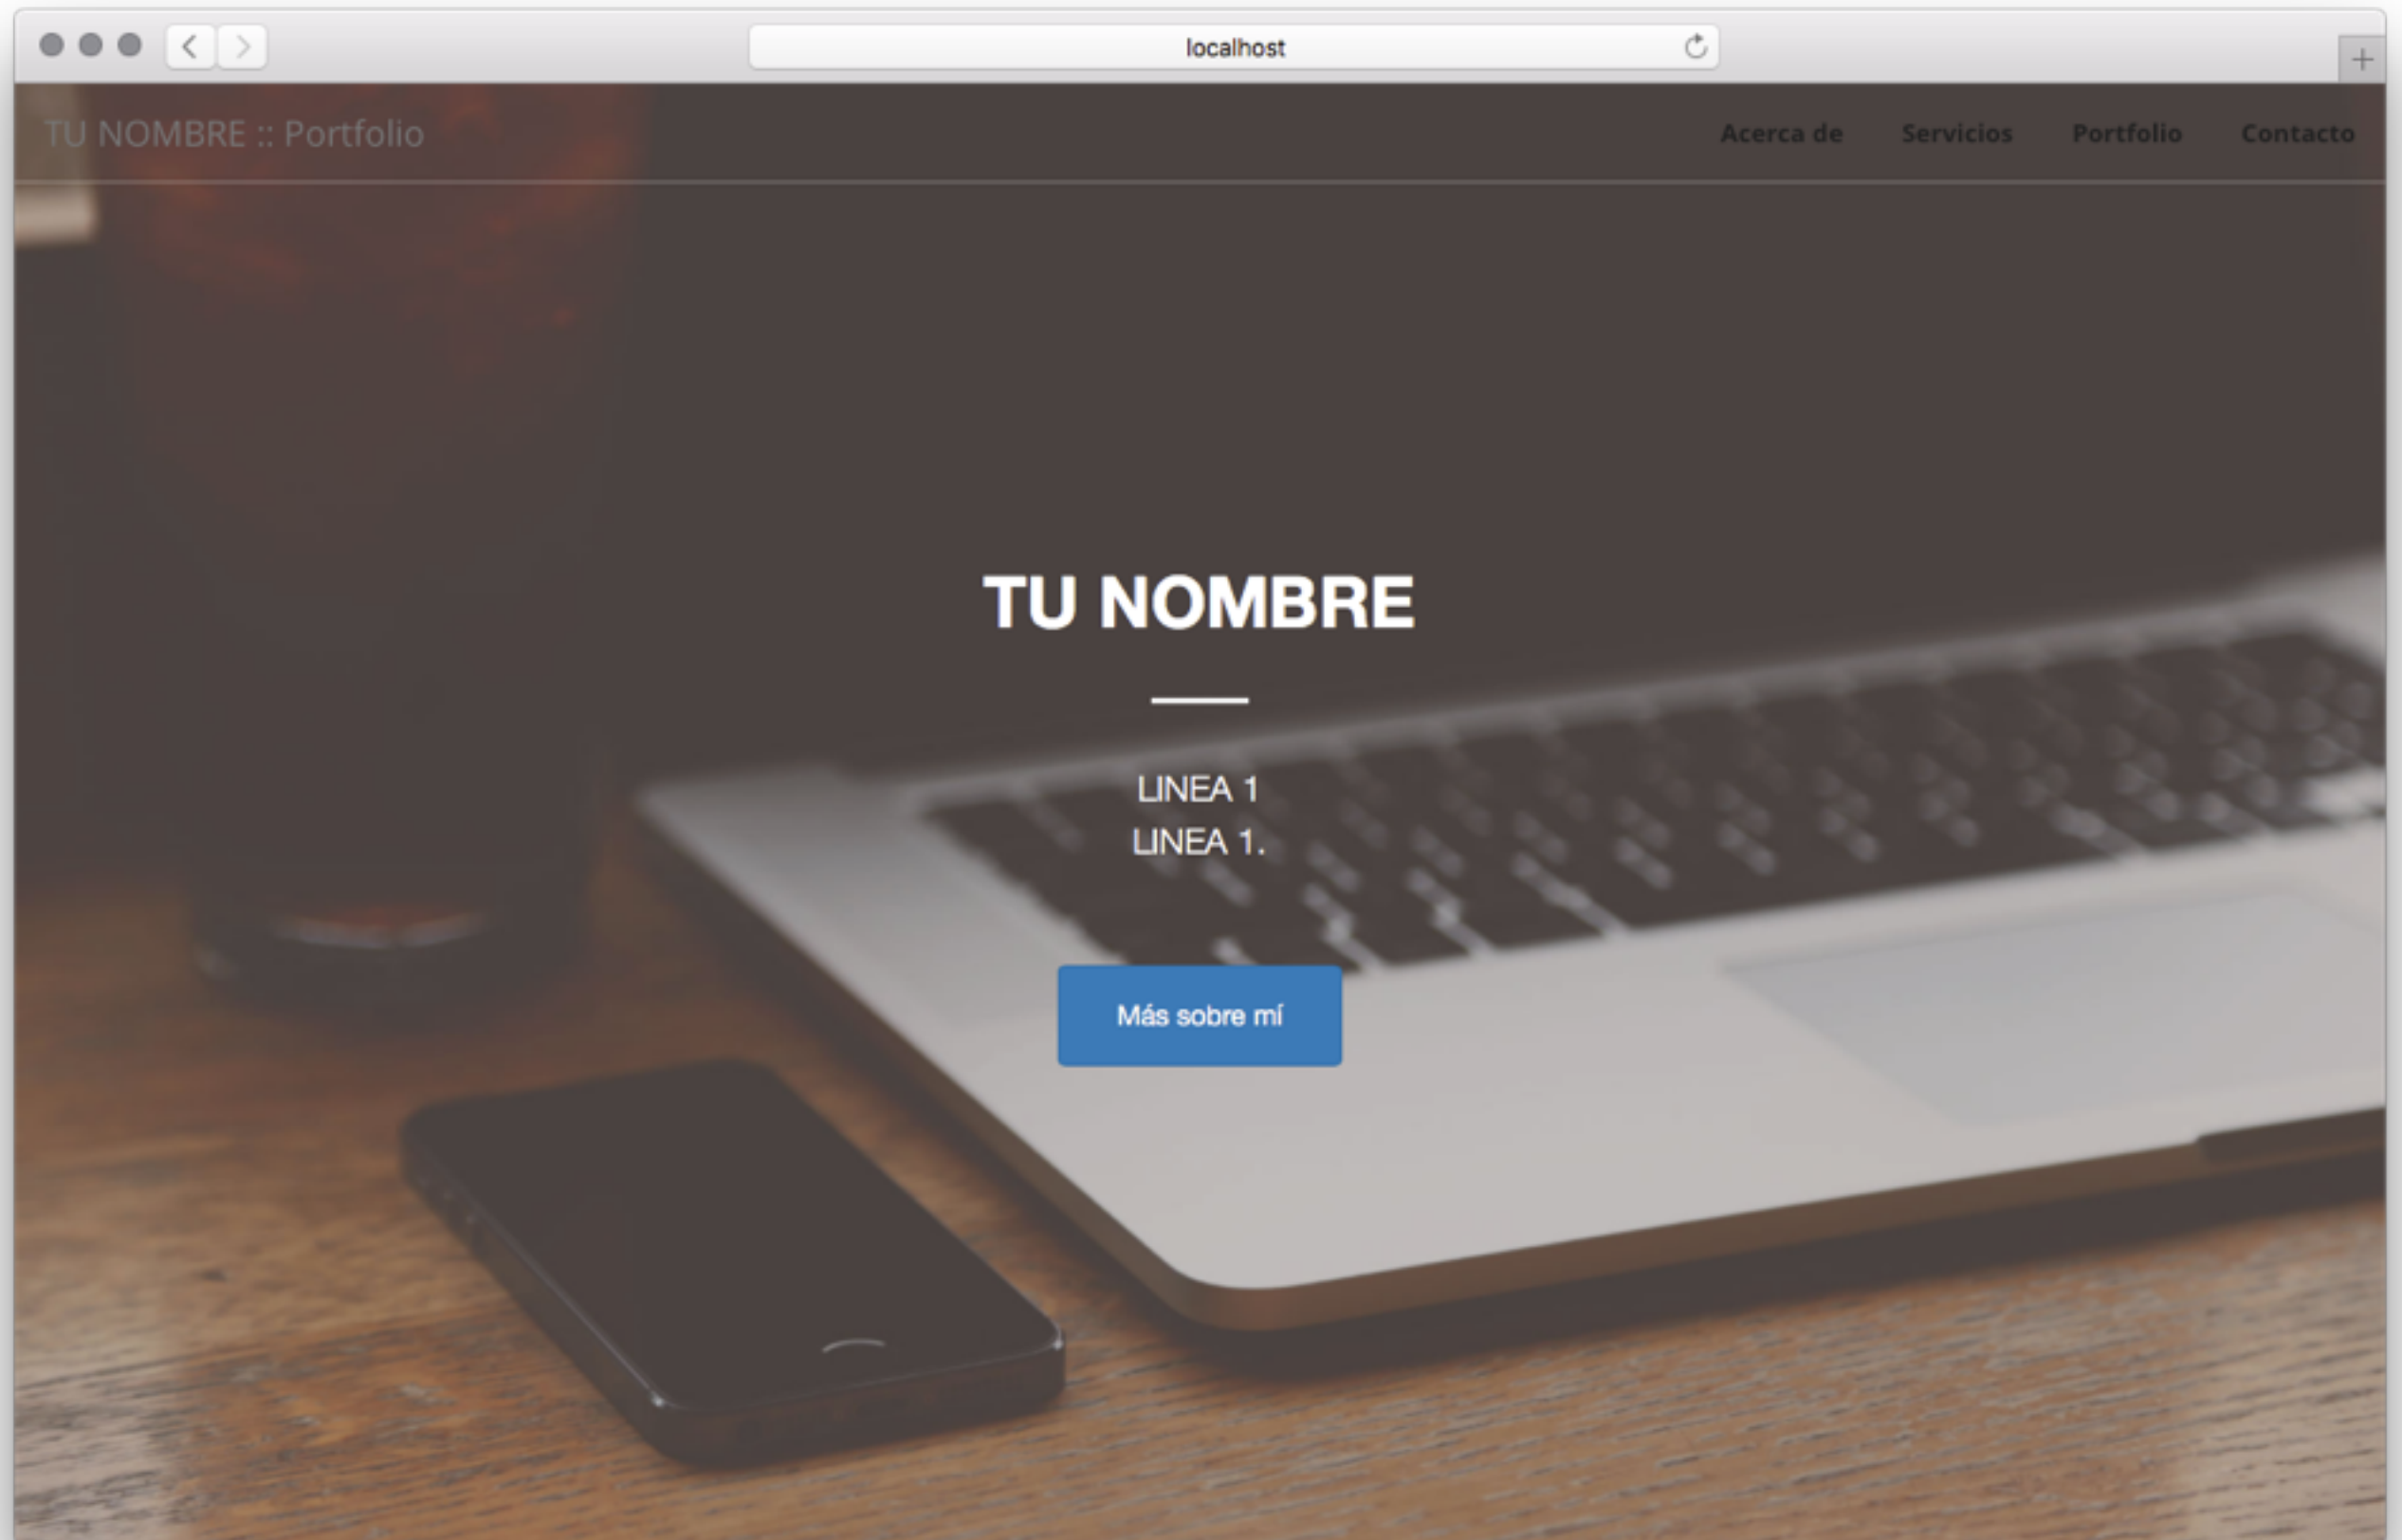 localhost
TU NOMBRE :: Portfolio Acerca de Servicios Portfolio Contacto
TU NOMBRE
LINEA 1
LINEA 1.
Más sobre mí